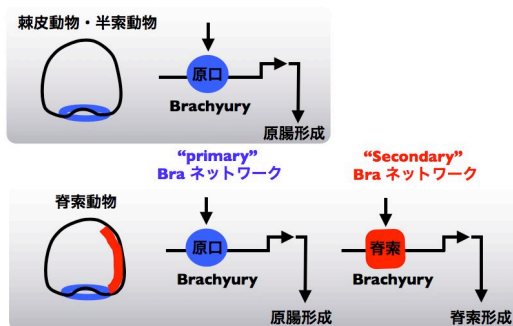 棘皮動物・半索動物
原口
Brachyury
原腸形成
“primary”
Bra ネットワーク
“Secondary”
Bra ネットワーク
脊索動物
原口
Brachyury
原腸形成
脊索
Brachyury
脊索形成